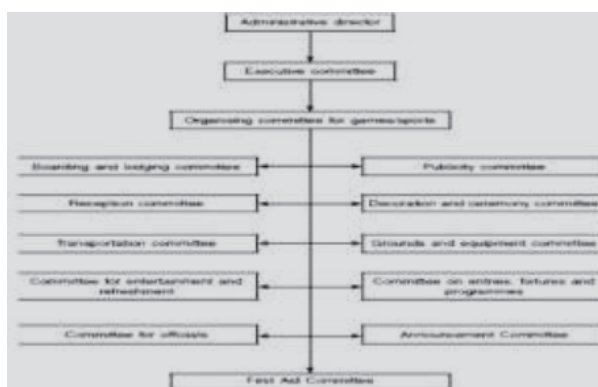 Administrative director
Executive committee
Organising committee for games/sports
Boarding and lodging committee
Publicity committee
Reception committee
Decoration and ceremony committee
Transportation committee
Grounds and equipment committee
Committee for entertainment and
refreshment
Committee on entries, fixtures and
programmes
Committee for officials
Announcement Committee
First Aid Committee